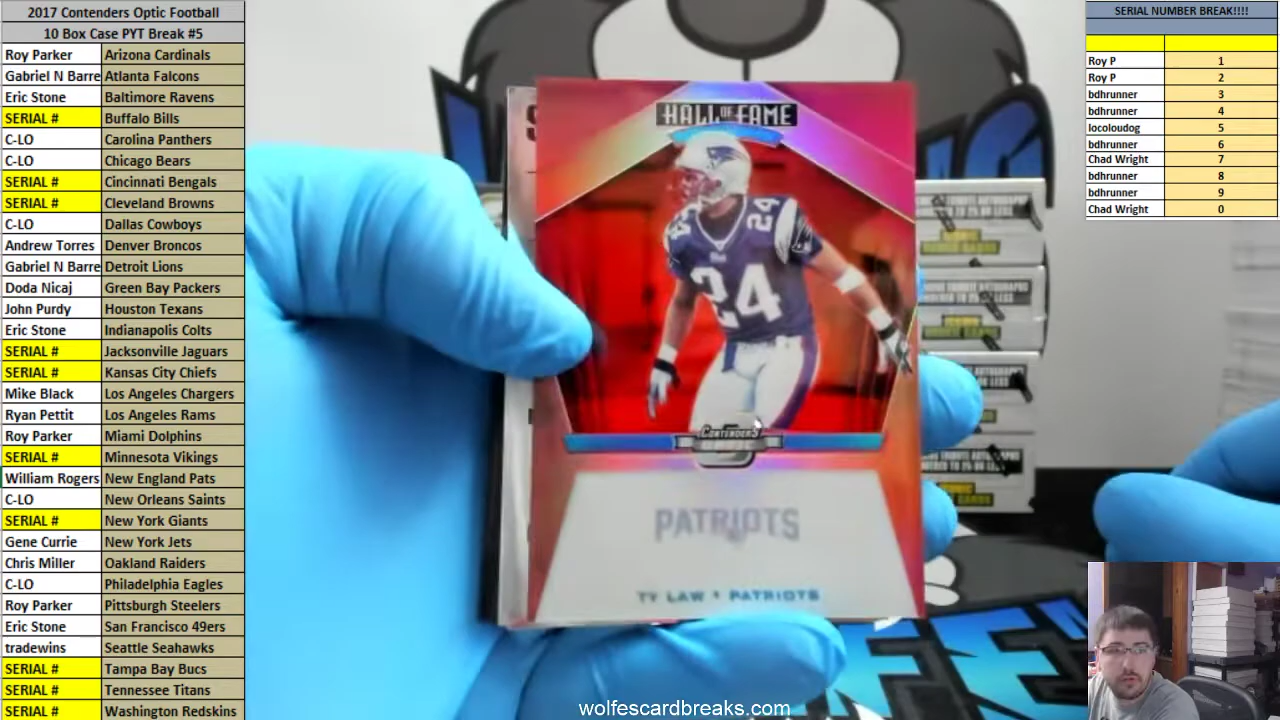 2017 Contenders Optic Football
10 Box Case PYT Break #5
Roy Parker Arizona Cardinals
Gabriel N Barre Atlanta Falcons
Eric Stone Baltimore Ravens
SERIAL # Buffalo Bills
C-LO Carolina Panthers
C-LO Chicago Bears
SERIAL # Cincinnati Bengals
SERIAL # Cleveland Browns
C-LO Dallas Cowboys
Andrew Torres Denver Broncos
Gabriel N Barre Detroit Lions
Doda Nicaj Green Bay Packers
John Purdy Houston Texans
Eric Stone Indianapolis Colts
SERIAL # Jacksonville Jaguars
SERIAL # Kansas City Chiefs
Mike Black Los Angeles Chargers
Ryan Pettit Los Angeles Rams
Roy Parker Miami Dolphins
SERIAL # Minnesota Vikings
William Rogers New England Pats
C-LO New Orleans Saints
SERIAL # New York Giants
Gene Currie New York Jets
Chris Miller Oakland Raiders
C-LO Philadelphia Eagles
Roy Parker Pittsburgh Steelers
Eric Stone San Francisco 49ers
tradewins Seattle Seahawks
SERIAL # Tampa Bay Bucs
SERIAL # Tennessee Titans
SERIAL # Washington Redskins
HALL OF FAME
24
24
CONTENDERS
PATRIOTS
TY LAW • PATRIOTS
wolfescardbreaks.com
SERIAL NUMBER BREAK!!!!
Roy P 1
Roy P 2
bdhrunner 3
bdhrunner 4
locoloudog 5
bdhrunner 6
Chad Wright 7
bdhrunner 8
bdhrunner 9
Chad Wright 0